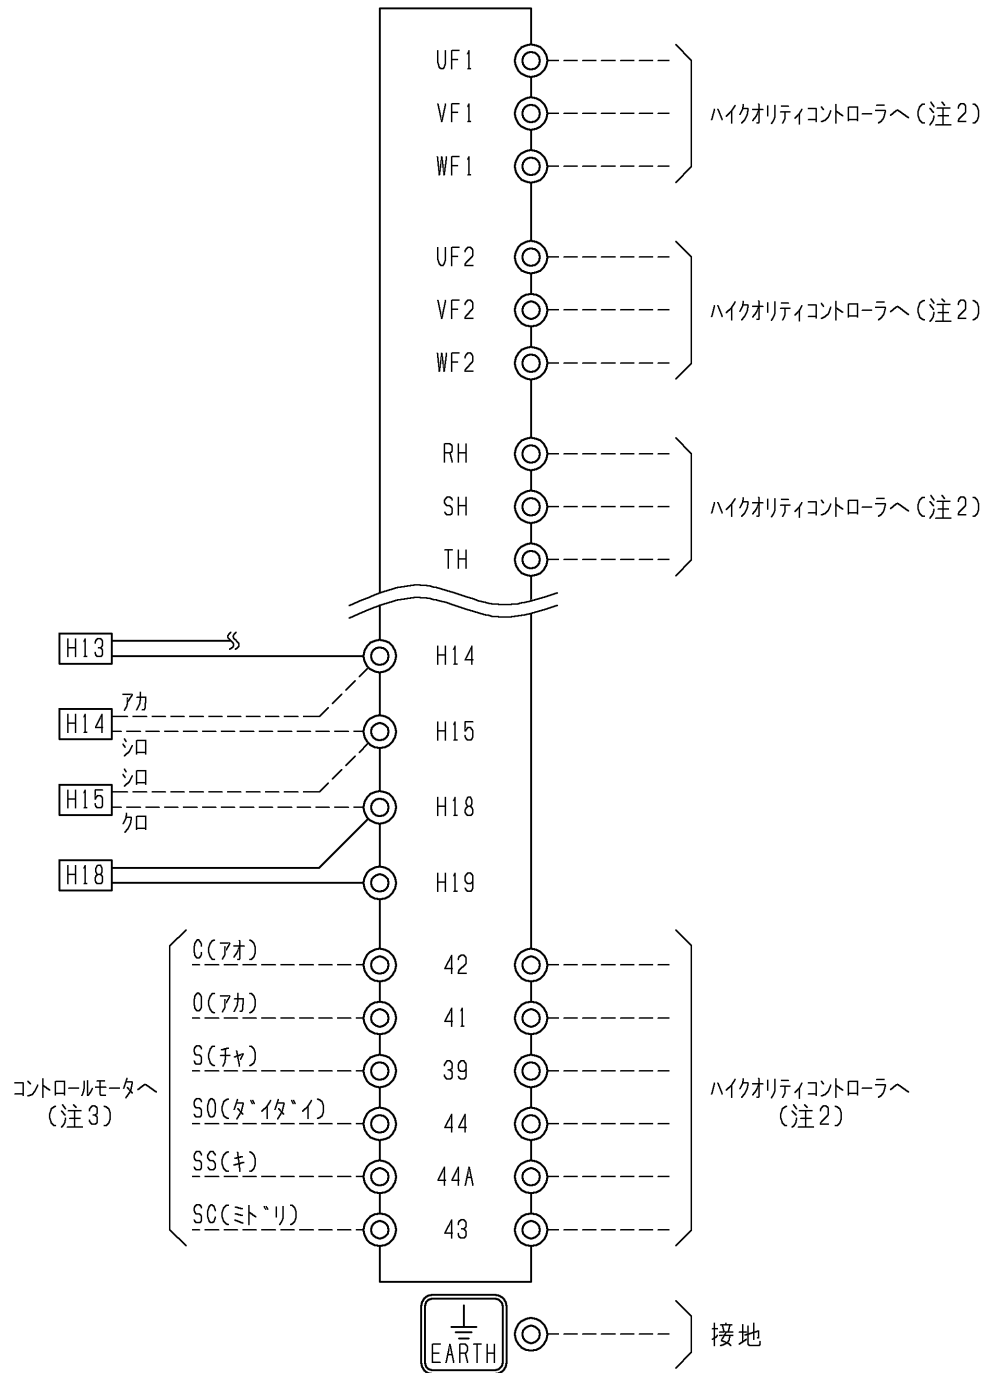 UF1
VF1
ハイクオリティコントローラへ(注2)
WF1
UF2
VF2
ハイクオリティコントローラへ(注2)
WF2
RH
SH
ハイクオリティコントローラへ(注2)
TH
H13
H14
アカ
H14
シロ
H15
シロ
H15
クロ
H18
H18
H19
C(アオ)
42
O(アカ)
41
S(チャ)
39
コントロールモータへ
(注3)
ハイクオリティコントローラへ
(注2)
SO(ダイダイ)
44
SS(キ)
44A
SC(ミドリ)
43
EARTH
接地